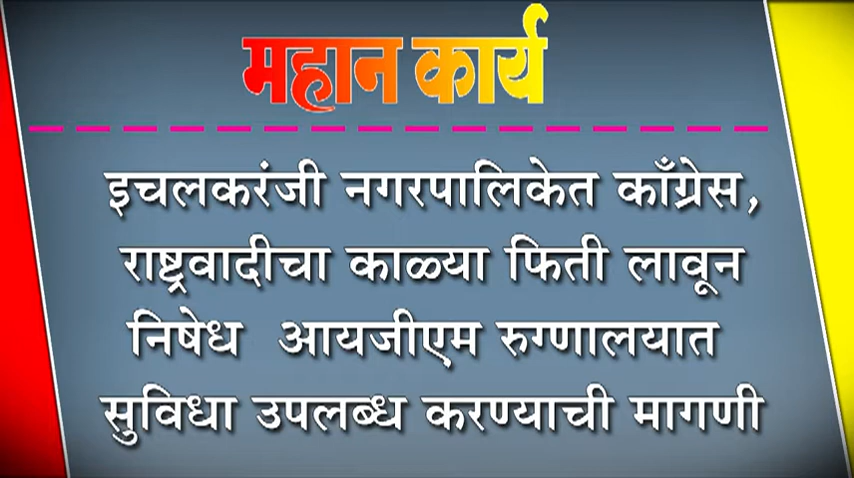 महान कार्य
इचलकरंजी नगरपालिकेत काँग्रेस,
राष्ट्रवादीचा काळ्या फिती लावून
निषेध आयजीएम रुग्णालयात
सुविधा उपलब्ध करण्याची मागणी